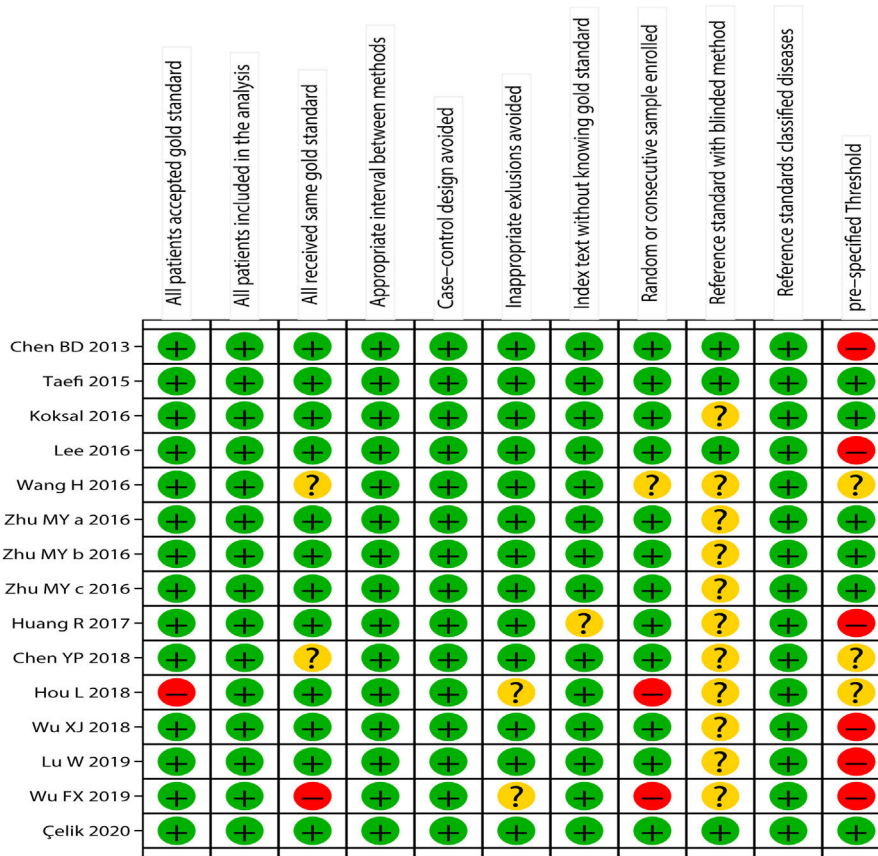 All patients accepted gold standard
All patients included in the analysis
All received same gold standard
Appropriate interval between methods
Case-control design avoided
Inappropriate exlusions avoided
Index text without knowing gold standard
Random or consecutive sample enrolled
Reference standard with blinded method
Reference standards classified diseases
pre-specified Threshold
Chen BD 2013 + + + + + + + + + + −
Taefi 2015 + + + + + + + + + + +
Koksal 2016 + + + + + + + + ? + +
Lee 2016 + + + + + + + + + + −
Wang H 2016 + + ? + + + + ? ? + ?
Zhu MY a 2016 + + + + + + + + ? + +
Zhu MY b 2016 + + + + + + + + ? + +
Zhu MY c 2016 + + + + + + + + ? + +
Huang R 2017 + + + + + + ? + ? + −
Chen YP 2018 + + ? + + + + + ? + ?
Hou L 2018 − + + + + ? + − ? + ?
Wu XJ 2018 + + + + + + + + ? + −
Lu W 2019 + + + + + + + + ? + −
Wu FX 2019 + + − + + ? + − ? + −
Çelik 2020 + + + + + + + + + + +